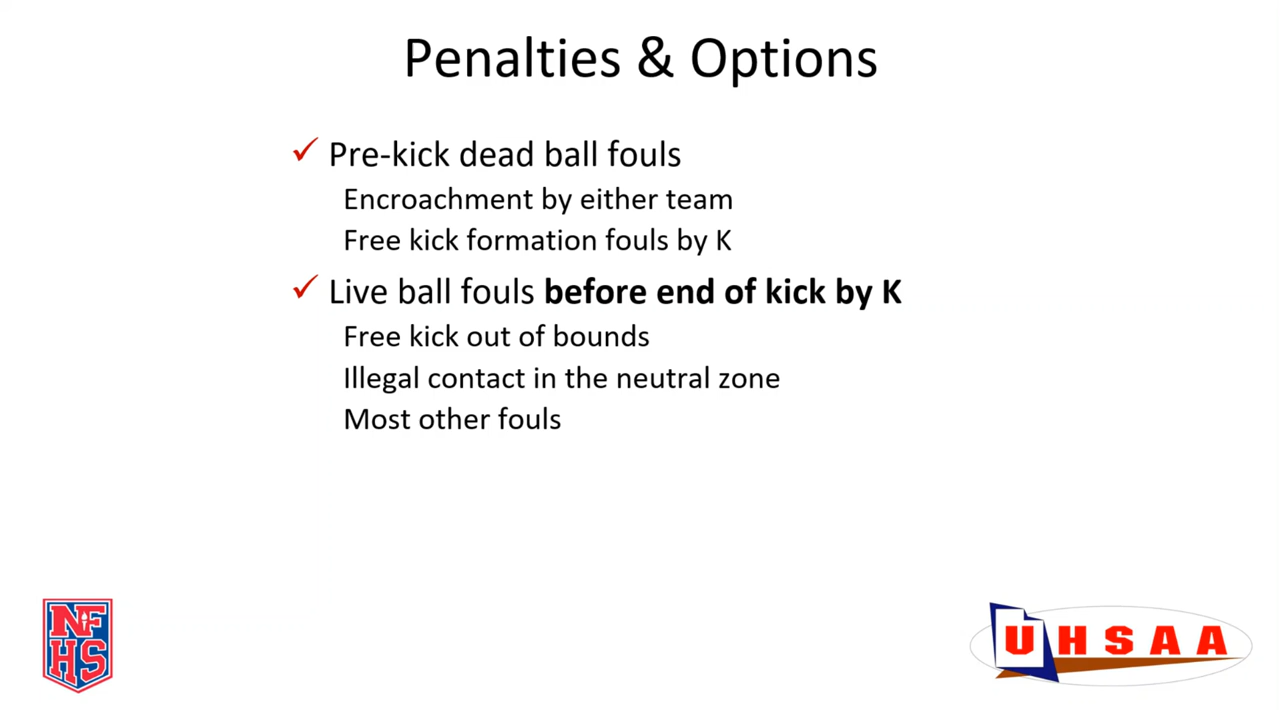 Penalties & Options
✓ Pre-kick dead ball fouls
Encroachment by either team
Free kick formation fouls by K
✓ Live ball fouls before end of kick by K
Free kick out of bounds
Illegal contact in the neutral zone
Most other fouls
NF
HS
UHSAA